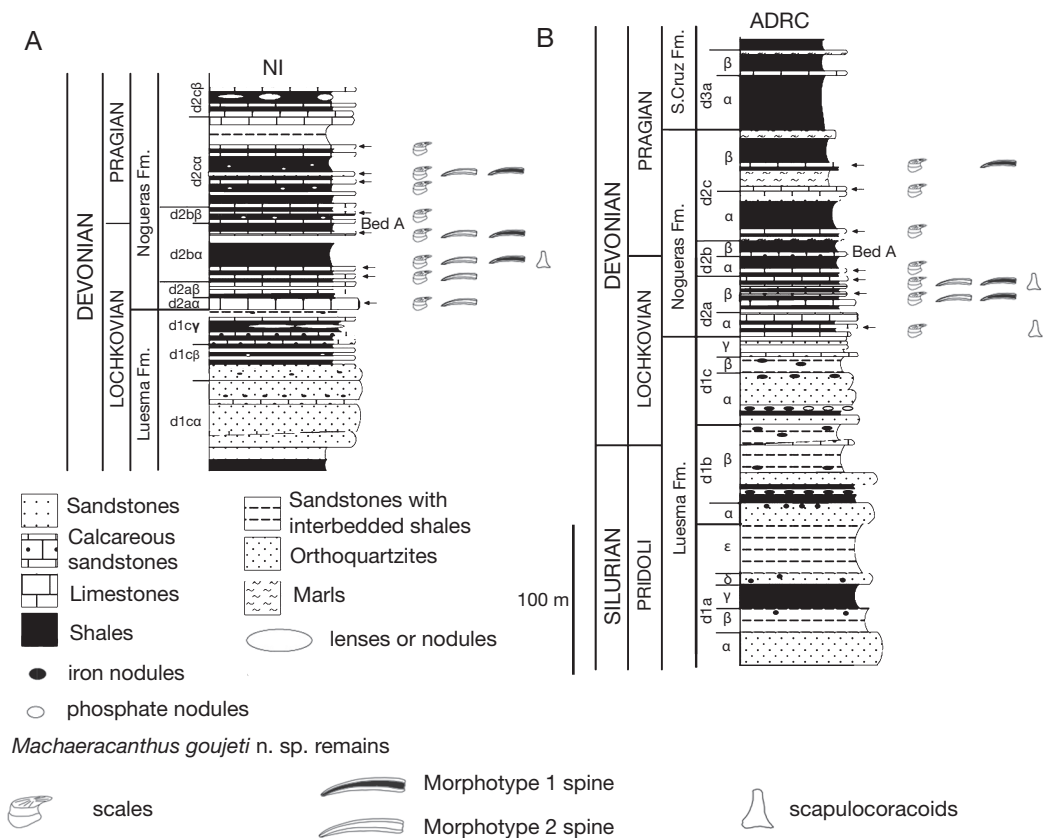 A
NI
DEVONIAN
PRAGIAN
LOCHKOVIAN
Nogueras Fm.
Luesma Fm.
d2cβ
d2cα
d2bβ
Bed A
d2bα
d2aβ
d2aα
d1cγ
d1cβ
d1cα
B
ADRC
DEVONIAN
SILURIAN
PRAGIAN
LOCHKOVIAN
PRIDOLI
S.Cruz Fm.
Nogueras Fm.
Luesma Fm.
d3a
β
α
d2c
β
α
d2b
β
Bed A
α
d2a
β
α
d1c
γ
β
α
d1b
β
α
d1a
ε
δ
γ
β
α
100 m
Sandstones
Calcareous
sandstones
Limestones
Shales
iron nodules
phosphate nodules
Sandstones with
interbedded shales
Orthoquartzites
Marls
lenses or nodules
Machaeracanthus goujeti n. sp. remains
scales
Morphotype 1 spine
Morphotype 2 spine
scapulocoracoids